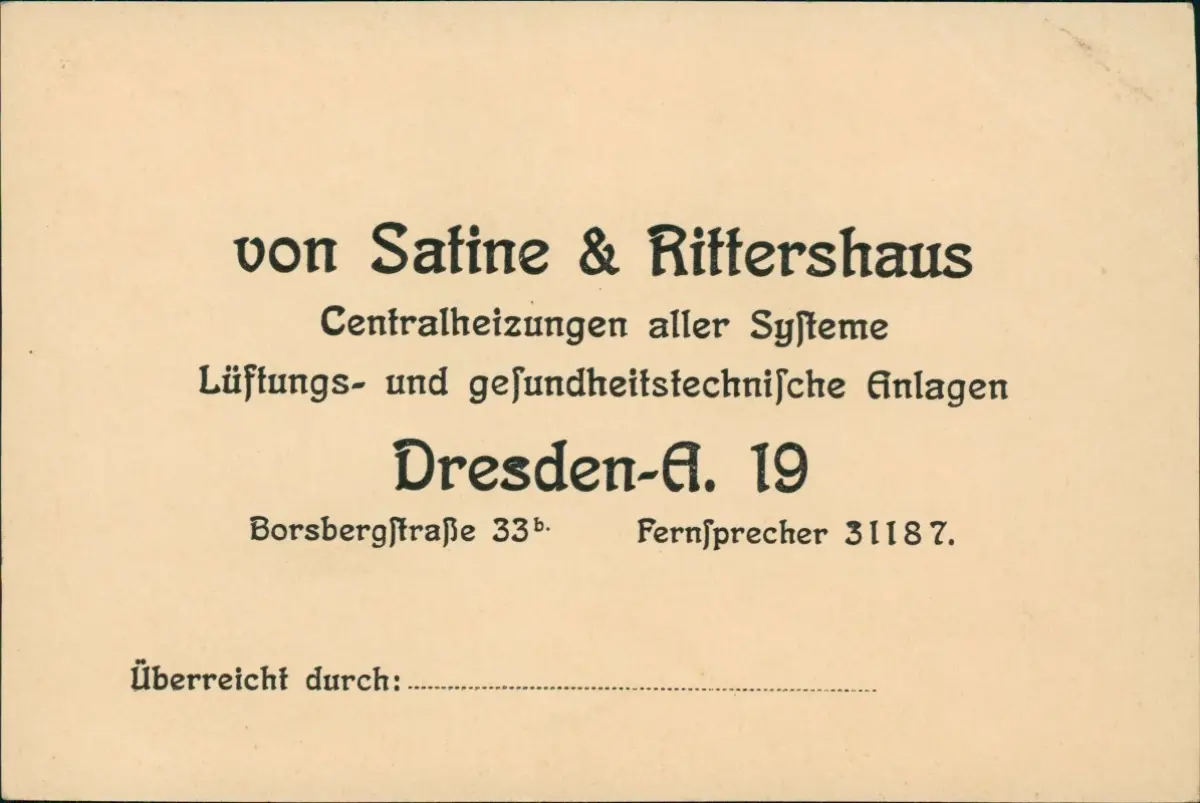 von Satine & Rittershaus
Centralheizungen aller Syſteme
Lüftungs- und geſundheitstechniſche Anlagen
Dresden-A. 19
Borsbergſtraße 33b. Fernſprecher 31187.
Überreicht durch: